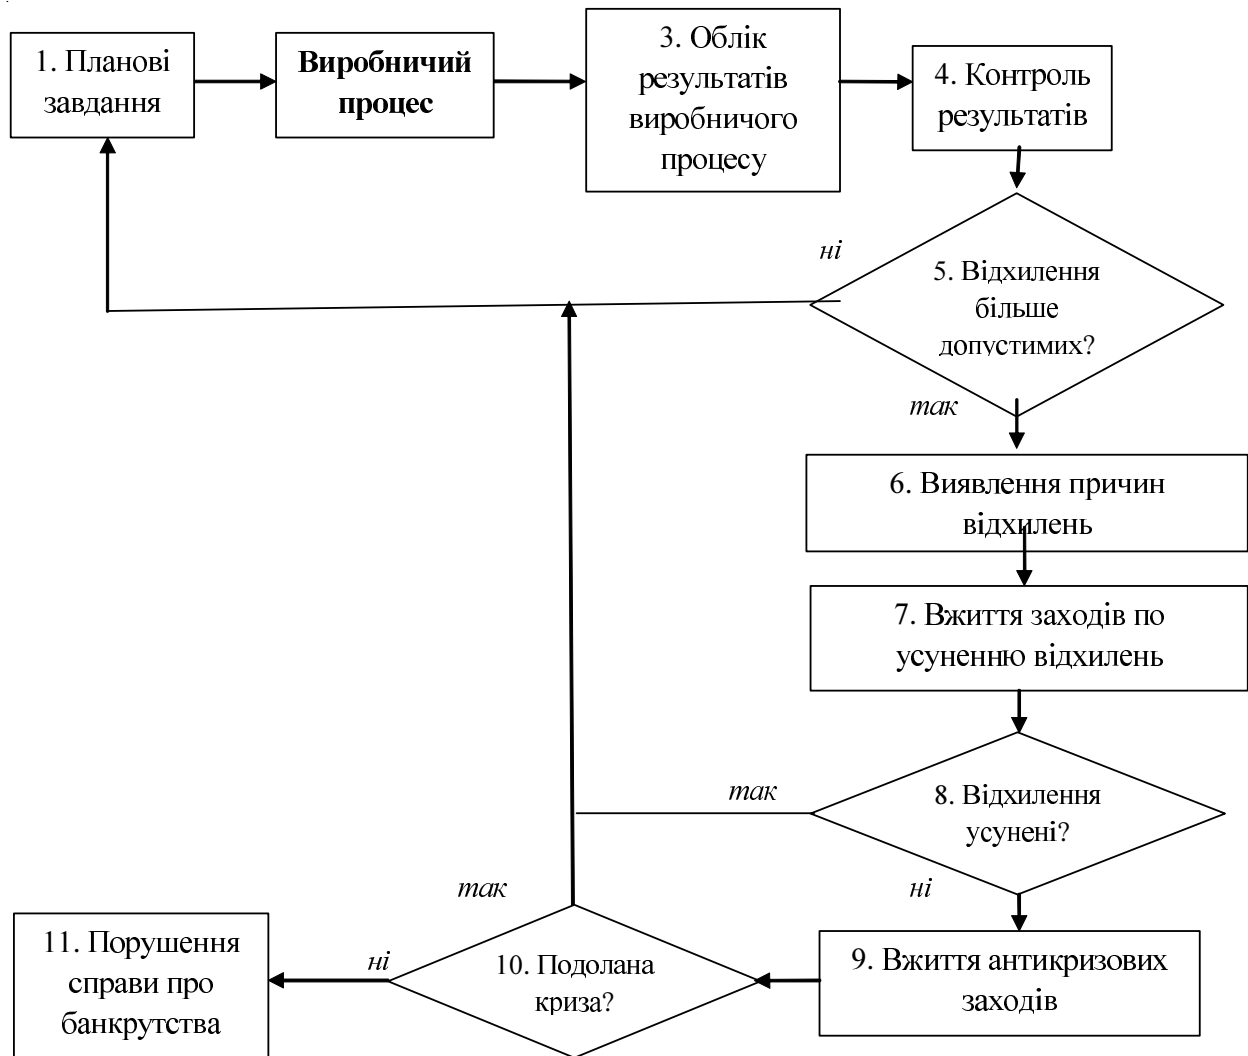 1. Планові
завдання
Виробничий
процес
3. Облік
результатів
виробничого
процесу
4. Контроль
результатів
ні
5. Відхилення
більше
допустимих?
так
6. Виявлення причин
відхилень
7. Вжиття заходів по
усуненню відхилень
так
8. Відхилення
усунені?
ні
9. Вжиття антикризових
заходів
так
10. Подолана
криза?
ні
11. Порушення
справи про
банкрутства